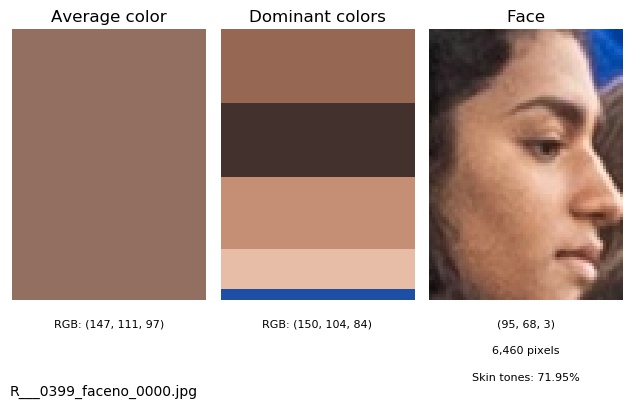 Average color
Dominant colors
Face
RGB: (147, 111, 97)
RGB: (150, 104, 84)
(95, 68, 3)
6,460 pixels
Skin tones: 71.95%
R___0399_faceno_0000.jpg